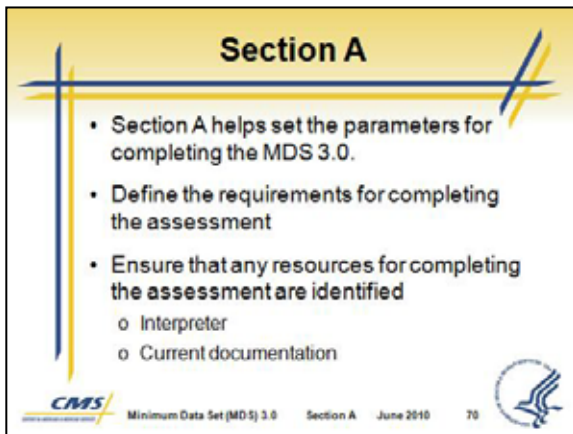 Section A
• Section A helps set the parameters for
completing the MDS 3.0.
• Define the requirements for completing
the assessment
• Ensure that any resources for completing
the assessment are identified
o Interpreter
o Current documentation
CMS
Minimum Data Set (MDS) 3.0 Section A June 2010 70